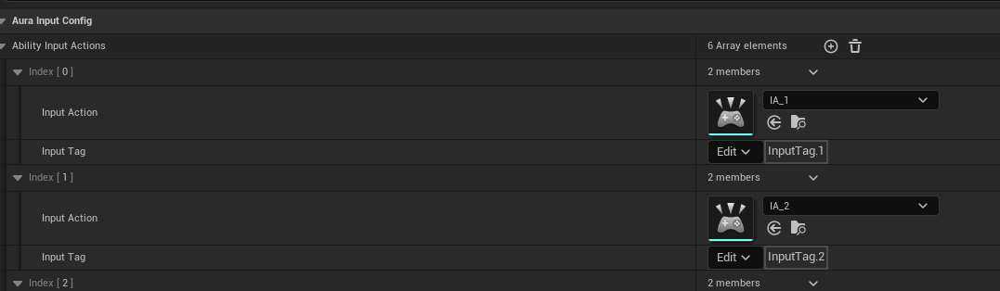 Aura Input Config
Ability Input Actions 6 Array elements
Index [ 0 ] 2 members
IA_1
Input Action
Input Tag Edit InputTag.1
Index [ 1 ] 2 members
IA_2
Input Action
Input Tag Edit InputTag.2
Index [ 2 ] 2 members